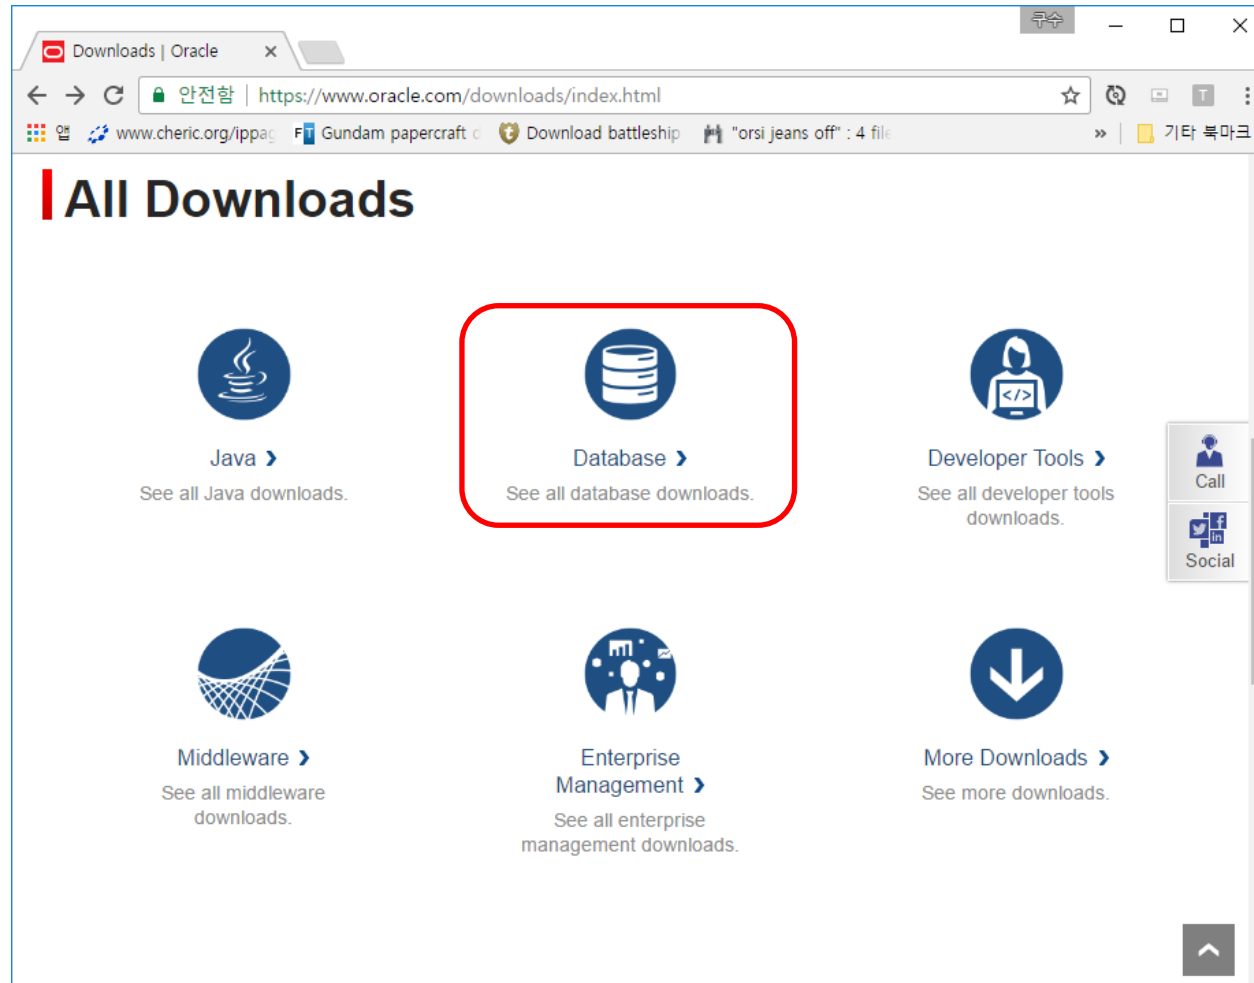 구수
Downloads | Oracle
안전함 | https://www.oracle.com/downloads/index.html
T
앱 www.cheric.org/ippag FT Gundam papercraft Download battleship "orsi jeans off" : 4 file » 기타 북마크
All Downloads
Java ❯ Database ❯ Developer Tools ❯
See all Java downloads. See all database downloads. See all developer tools
downloads.
</>
Call
f
in
Social
Middleware ❯ Enterprise More Downloads ❯
Management ❯
See all middleware See more downloads.
downloads.
See all enterprise
management downloads.